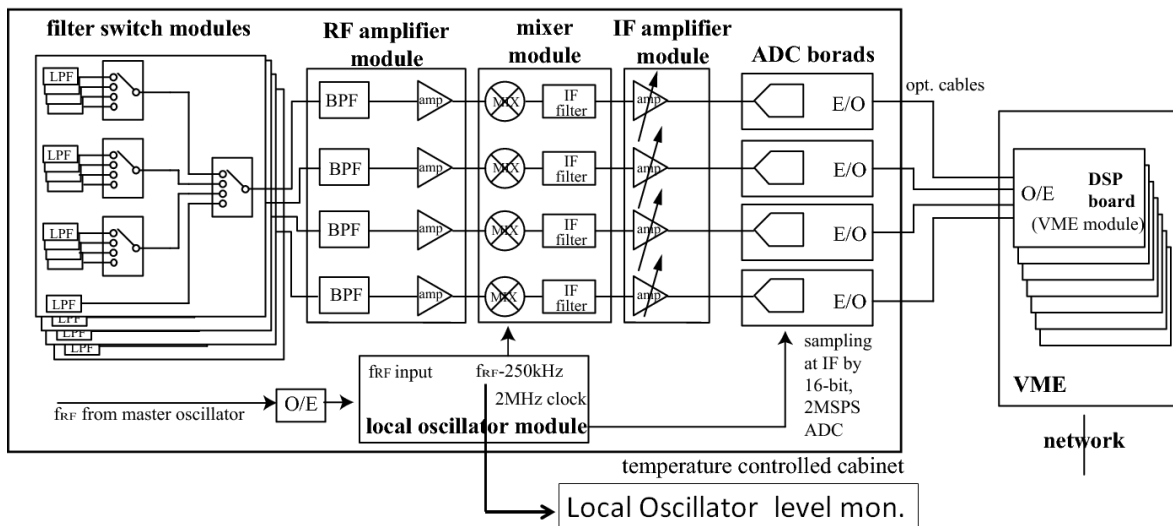 filter switch modules
RF amplifier
module
mixer
module
IF amplifier
module
ADC borads
LPF
LPF
LPF
LPF
LPF
LPF
LPF
BPF
amp
MIX
IF
filter
amp
E/O
opt. cables
BPF
amp
MIX
IF
filter
amp
E/O
BPF
amp
MIX
IF
filter
amp
E/O
BPF
amp
MIX
IF
filter
amp
E/O
O/E
DSP
board
(VME module)
VME
network
fRF from master oscillator
O/E
fRF input
fRF-250kHz
2MHz clock
local oscillator module
sampling
at IF by
16-bit,
2MSPS
ADC
temperature controlled cabinet
Local Oscillator level mon.